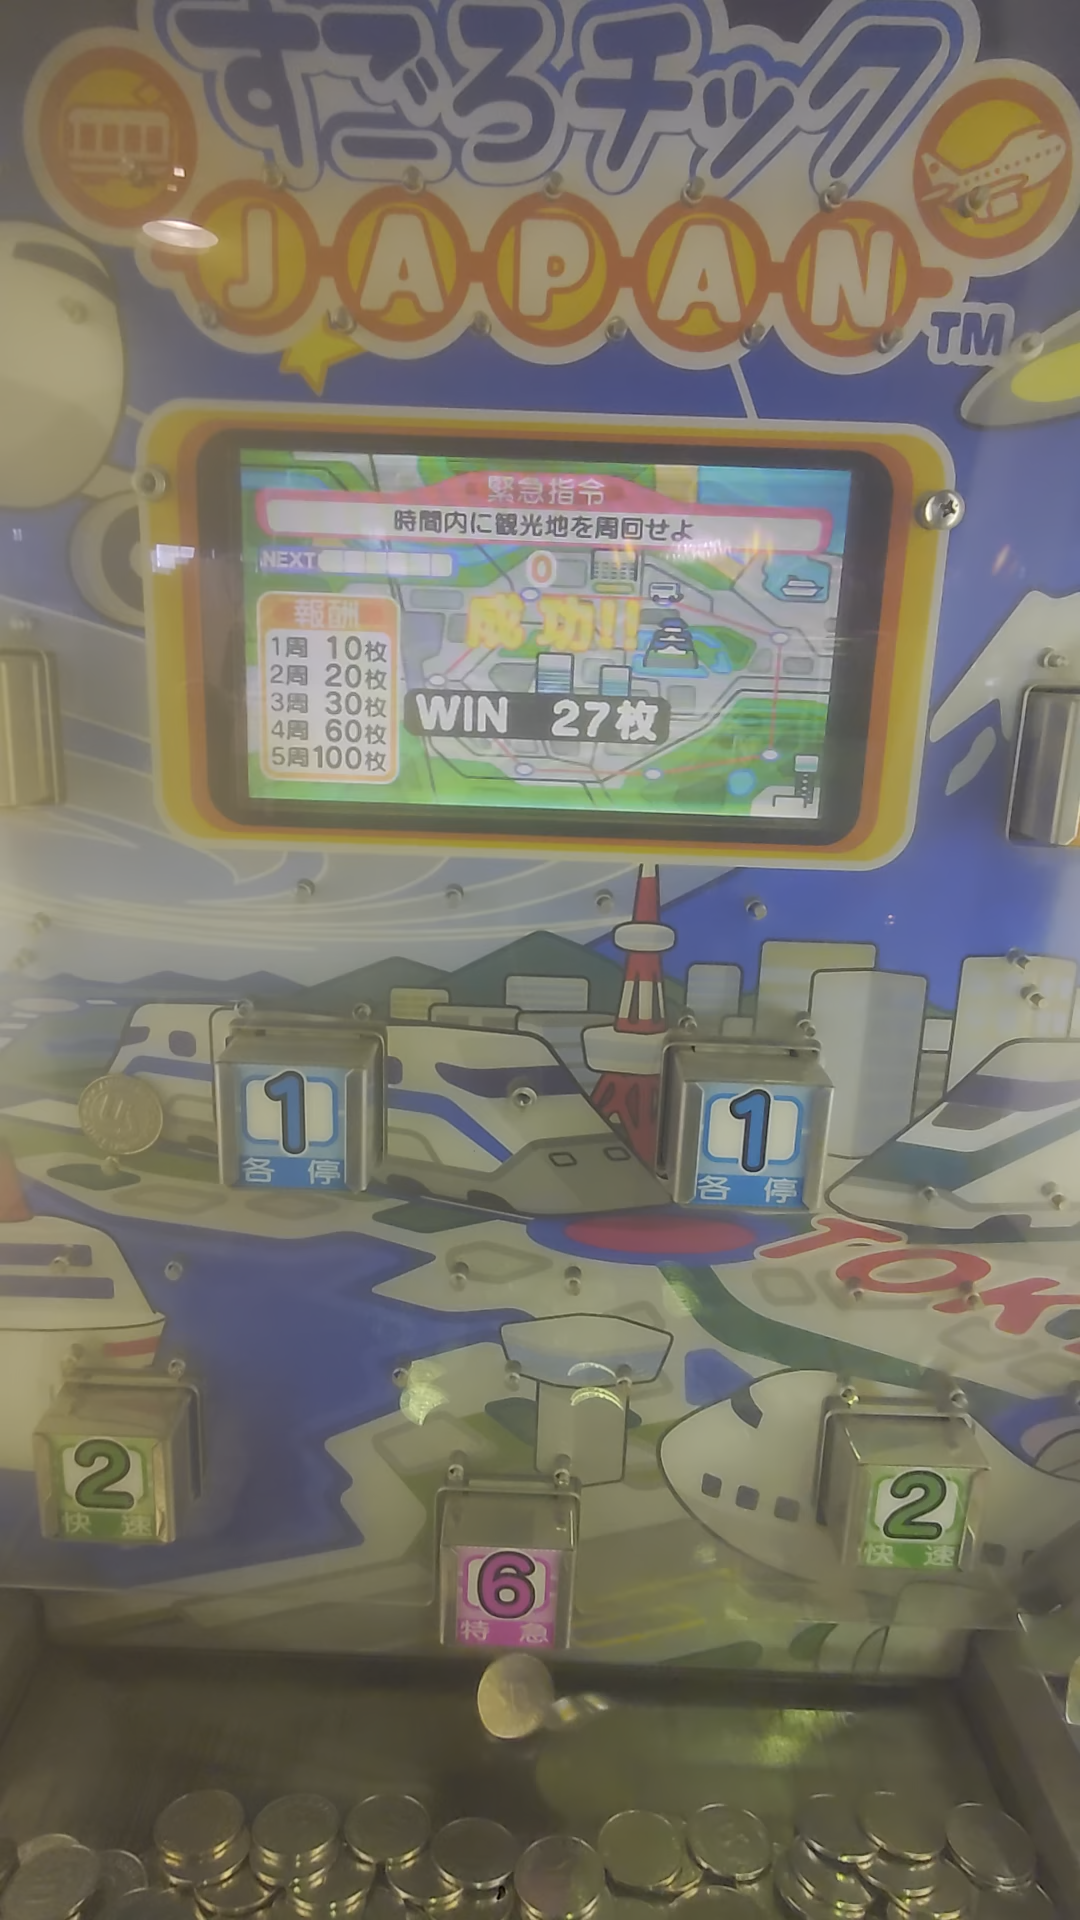 すごろチック
JAPAN
TM
緊急指令
時間内に観光地を周回せよ
NEXT
0
報酬
成功!!
1周 10枚
2周 20枚
3周 30枚
4周 60枚
5周100枚
WIN 27枚
1
各停
1
各停
TOK
2
快速
2
快速
6
特急